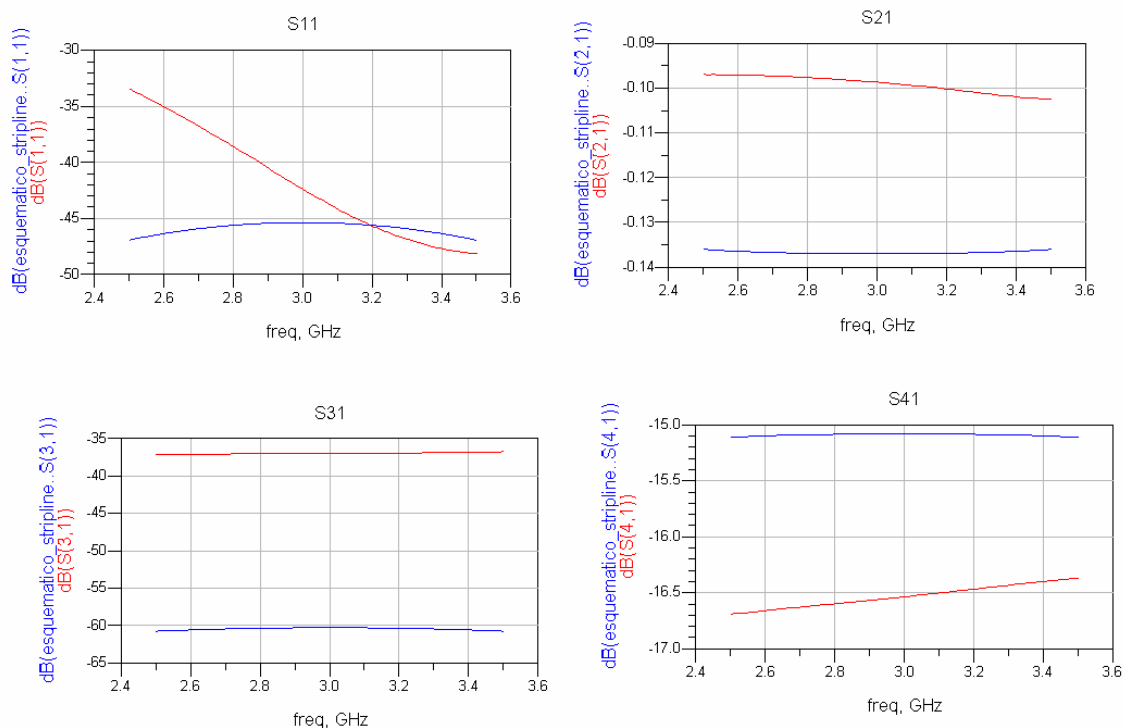 S11
dB(esquematico_stripline..S(1,1))
dB(S(1,1))
-30
-35
-40
-45
-50
2.4 2.6 2.8 3.0 3.2 3.4 3.6
freq, GHz
S21
dB(esquematico_stripline..S(2,1))
dB(S(2,1))
-0.09
-0.10
-0.11
-0.12
-0.13
-0.14
2.4 2.6 2.8 3.0 3.2 3.4 3.6
freq, GHz
S31
dB(esquematico_stripline..S(3,1))
dB(S(3,1))
-35
-40
-45
-50
-55
-60
-65
2.4 2.6 2.8 3.0 3.2 3.4 3.6
freq, GHz
S41
dB(esquematico_stripline..S(4,1))
dB(S(4,1))
-15.0
-15.5
-16.0
-16.5
-17.0
2.4 2.6 2.8 3.0 3.2 3.4 3.6
freq, GHz